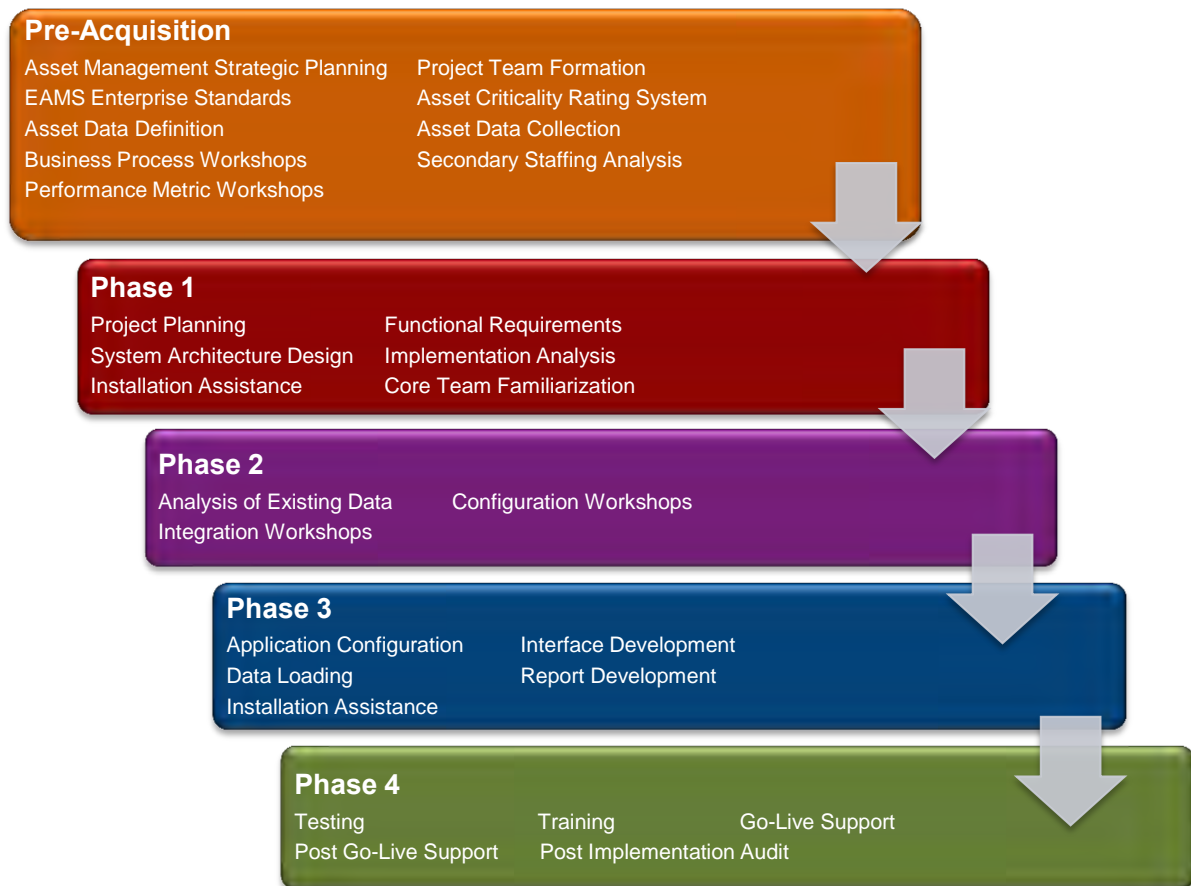 Pre-Acquisition
Asset Management Strategic Planning Project Team Formation
EAMS Enterprise Standards Asset Criticality Rating System
Asset Data Definition Asset Data Collection
Business Process Workshops Secondary Staffing Analysis
Performance Metric Workshops
Phase 1
Project Planning Functional Requirements
System Architecture Design Implementation Analysis
Installation Assistance Core Team Familiarization
Phase 2
Analysis of Existing Data Configuration Workshops
Integration Workshops
Phase 3
Application Configuration Interface Development
Data Loading Report Development
Installation Assistance
Phase 4
Testing Training Go-Live Support
Post Go-Live Support Post Implementation Audit